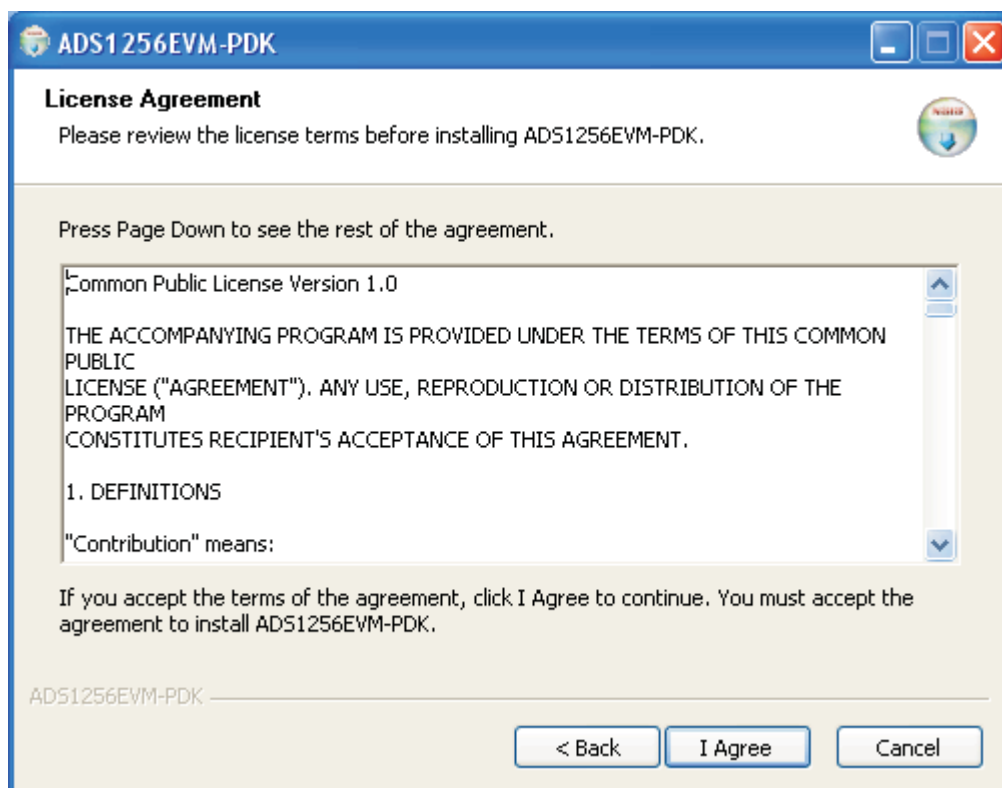 ADS1256EVM-PDK
License Agreement
Please review the license terms before installing ADS1256EVM-PDK.
Press Page Down to see the rest of the agreement.
Common Public License Version 1.0
THE ACCOMPANYING PROGRAM IS PROVIDED UNDER THE TERMS OF THIS COMMON
PUBLIC
LICENSE ("AGREEMENT"). ANY USE, REPRODUCTION OR DISTRIBUTION OF THE
PROGRAM
CONSTITUTES RECIPIENT'S ACCEPTANCE OF THIS AGREEMENT.
1. DEFINITIONS
"Contribution" means:
If you accept the terms of the agreement, click I Agree to continue. You must accept the
agreement to install ADS1256EVM-PDK.
ADS1256EVM-PDK
< Back I Agree Cancel